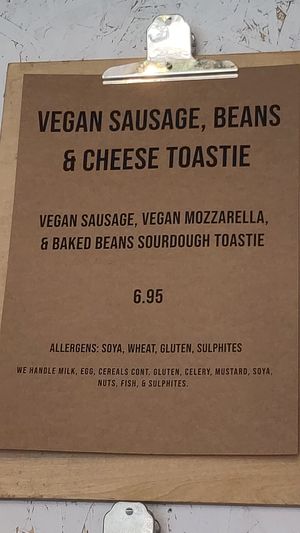 VEGAN SAUSAGE, BEANS
& CHEESE TOASTIE
VEGAN SAUSAGE, VEGAN MOZZARELLA,
& BAKED BEANS SOURDOUGH TOASTIE
6.95
ALLERGENS: SOYA, WHEAT, GLUTEN, SULPHITES
WE HANDLE MILK, EGG, CEREALS CONT. GLUTEN, CELERY, MUSTARD, SOYA,
NUTS, FISH, & SULPHITES.